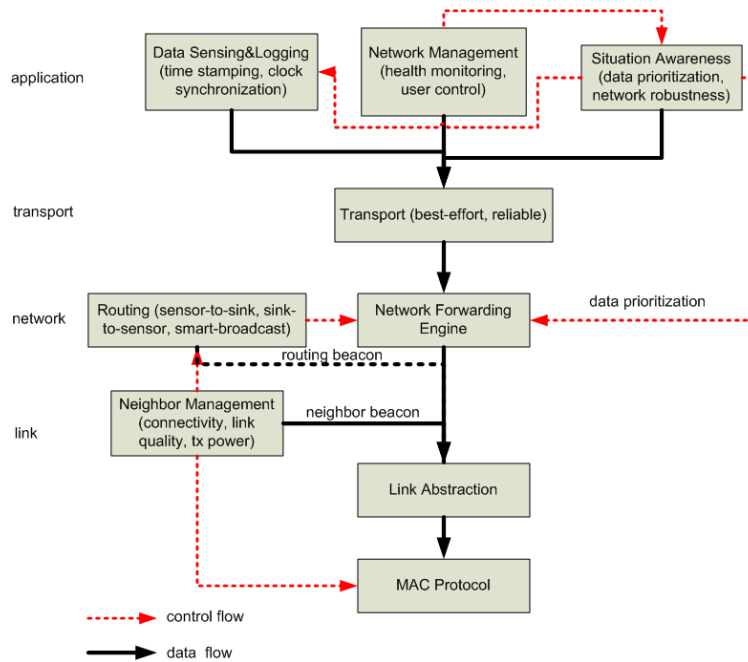 Data Sensing&Logging
(time stamping, clock
synchronization)
Network Management
(health monitoring,
user control)
Situation Awareness
(data prioritization,
network robustness)
application
transport
Transport (best-effort, reliable)
network
Routing (sensor-to-sink, sink-
to-sensor, smart-broadcast)
Network Forwarding
Engine
data prioritization
routing beacon
link
Neighbor Management
(connectivity, link
quality, tx power)
neighbor beacon
Link Abstraction
MAC Protocol
control flow
data flow